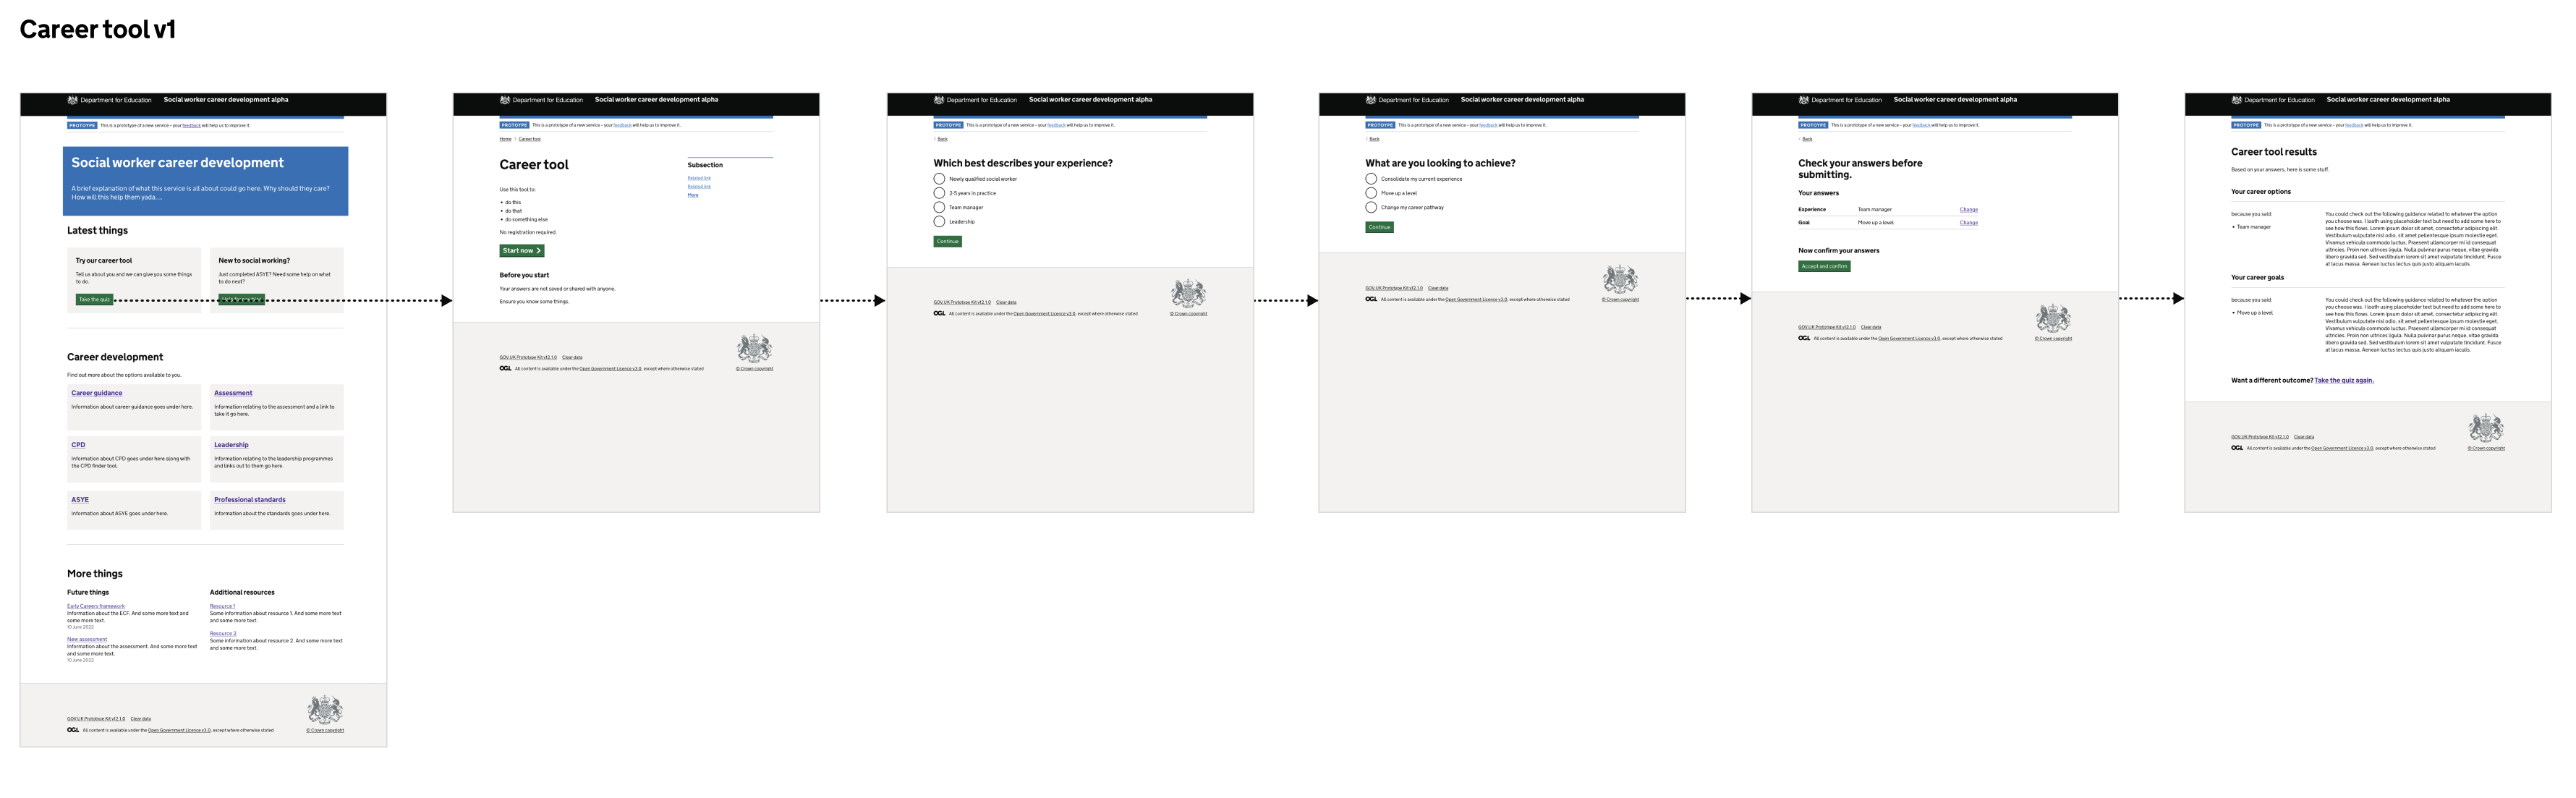 Career tool v1
Department for Education Social worker career development alpha
PROTOTYPE This is a prototype of a new service – your feedback will help us to improve it.
Social worker career development
A brief explanation of what this service is all about could go here. Why should they care?
How will this help them yada....
Latest things
Try our career tool
Tell us about you and we can give you some things
to do.
Take the quiz
New to social working?
Just completed ASYE? Need some help on what
to do next?
Career development
Find out more about the options available to you.
Career guidance
Information about career guidance goes under here.
Assessment
Information relating to the assessment and a link to
take it go here.
CPD
Information about CPD goes under here along with
the CPD finder tool.
Leadership
Information relating to the leadership programmes
and links out to them go here.
ASYE
Information about ASYE goes under here.
Professional standards
Information about the standards goes under here.
More things
Future things
Early Careers framework
Information about the ECF. And some more text and
some more text.
10 June 2022
New assessment
Information about the assessment. And some more text
and some more text.
10 June 2022
Additional resources
Resource 1
Some information about resource 1. And some more text
and some more text.
Resource 2
Some information about resource 2. And some more text
and some more text.
GOV.UK Prototype Kit v12.1.0 Clear data
OGL All content is available under the Open Government Licence v3.0, except where otherwise stated
© Crown copyright
Department for Education Social worker career development alpha
PROTOTYPE This is a prototype of a new service – your feedback will help us to improve it.
Home Career tool
Career tool
Use this tool to:
• do this
• do that
• do something else
No registration required.
Start now
Before you start
Your answers are not saved or shared with anyone.
Ensure you know some things.
Subsection
Related link
Related link
More
GOV.UK Prototype Kit v12.1.0 Clear data
OGL All content is available under the Open Government Licence v3.0, except where otherwise stated
© Crown copyright
Department for Education Social worker career development alpha
PROTOTYPE This is a prototype of a new service – your feedback will help us to improve it.
Back
Which best describes your experience?
Newly qualified social worker
2-5 years in practice
Team manager
Leadership
Continue
GOV.UK Prototype Kit v12.1.0 Clear data
OGL All content is available under the Open Government Licence v3.0, except where otherwise stated
© Crown copyright
Department for Education Social worker career development alpha
PROTOTYPE This is a prototype of a new service – your feedback will help us to improve it.
Back
What are you looking to achieve?
Consolidate my current experience
Move up a level
Change my career pathway
Continue
GOV.UK Prototype Kit v12.1.0 Clear data
OGL All content is available under the Open Government Licence v3.0, except where otherwise stated
© Crown copyright
Department for Education Social worker career development alpha
PROTOTYPE This is a prototype of a new service – your feedback will help us to improve it.
Back
Check your answers before
submitting.
Your answers
Experience Team manager Change
Goal Move up a level Change
Now confirm your answers
Accept and confirm
GOV.UK Prototype Kit v12.1.0 Clear data
OGL All content is available under the Open Government Licence v3.0, except where otherwise stated
© Crown copyright
Department for Education Social worker career development alpha
PROTOTYPE This is a prototype of a new service – your feedback will help us to improve it.
Career tool results
Based on your answers, here is some stuff.
Your career options
because you said:
• Team manager
You could check out the following guidance related to whatever the option
you choose was. I loath using placeholder text but need to add some here to
see how this flows. Lorem ipsum dolor sit amet, consectetur adipiscing elit.
Vestibulum vulputate nisl odio, sit amet pellentesque ipsum molestie eget.
Vivamus vehicula commodo luctus. Praesent ullamcorper mi id consequat
ultricies. Proin non ultrices ligula. Nulla pulvinar purus neque, vitae gravida
libero gravida sed. Sed vestibulum lorem sit amet vulputate tincidunt. Fusce
at lacus massa. Aenean luctus lectus quis justo aliquam iaculis.
Your career goals
because you said:
• Move up a level
You could check out the following guidance related to whatever the option
you choose was. I loath using placeholder text but need to add some here to
see how this flows. Lorem ipsum dolor sit amet, consectetur adipiscing elit.
Vestibulum vulputate nisl odio, sit amet pellentesque ipsum molestie eget.
Vivamus vehicula commodo luctus. Praesent ullamcorper mi id consequat
ultricies. Proin non ultrices ligula. Nulla pulvinar purus neque, vitae gravida
libero gravida sed. Sed vestibulum lorem sit amet vulputate tincidunt. Fusce
at lacus massa. Aenean luctus lectus quis justo aliquam iaculis.
Want a different outcome? Take the quiz again.
GOV.UK Prototype Kit v12.1.0 Clear data
OGL All content is available under the Open Government Licence v3.0, except where otherwise stated
© Crown copyright